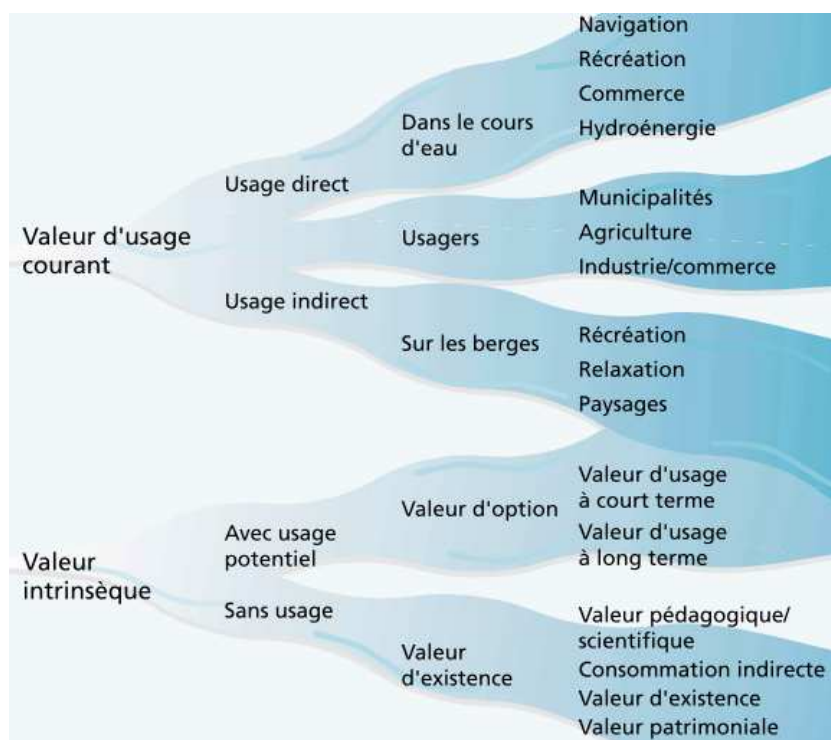 Valeur d'usage
courant
Usage direct
Dans le cours
d'eau
Navigation
Récréation
Commerce
Hydroénergie
Usagers
Municipalités
Agriculture
Industrie/commerce
Usage indirect
Sur les berges
Récréation
Relaxation
Paysages
Valeur
intrinsèque
Avec usage
potentiel
Valeur d'option
Valeur d'usage
à court terme
Valeur d'usage
à long terme
Sans usage
Valeur
d'existence
Valeur pédagogique/
scientifique
Consommation indirecte
Valeur d'existence
Valeur patrimoniale